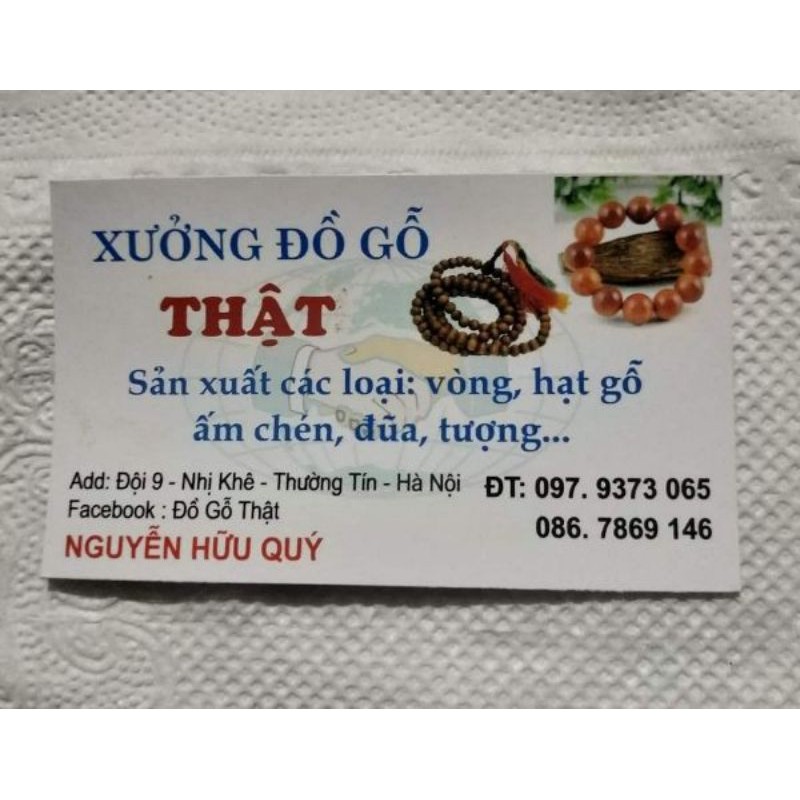 XƯỞNG ĐỒ GỖ
THẬT
Sản xuất các loại: vòng, hạt gỗ
ấm chén, đũa, tượng...
Add: Đội 9 - Nhị Khê - Thường Tín - Hà Nội
ĐT: 097. 9373 065
Facebook : Đồ Gỗ Thật
086. 7869 146
NGUYỄN HỮU QUÝ